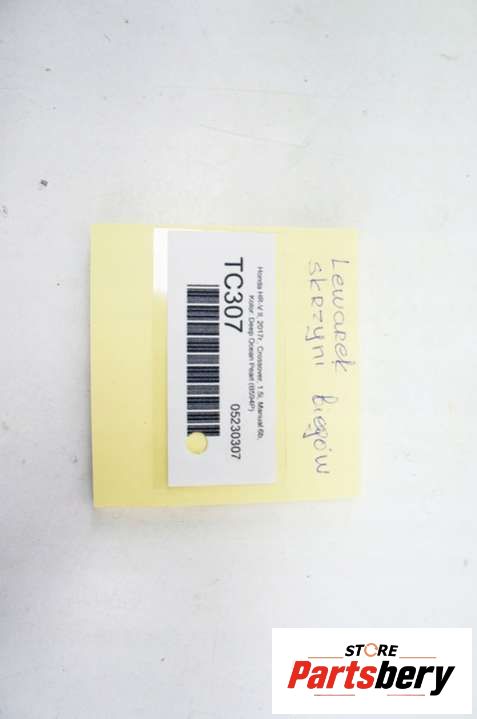 Lewarek
skrzyni biegów
Honda HR-V II, 2017r., Crossover, 1.5i, Manual 6b,
Kolor: Deep Ocean Pearl (B594P)
TC307
05230307
STORE
Partsbery